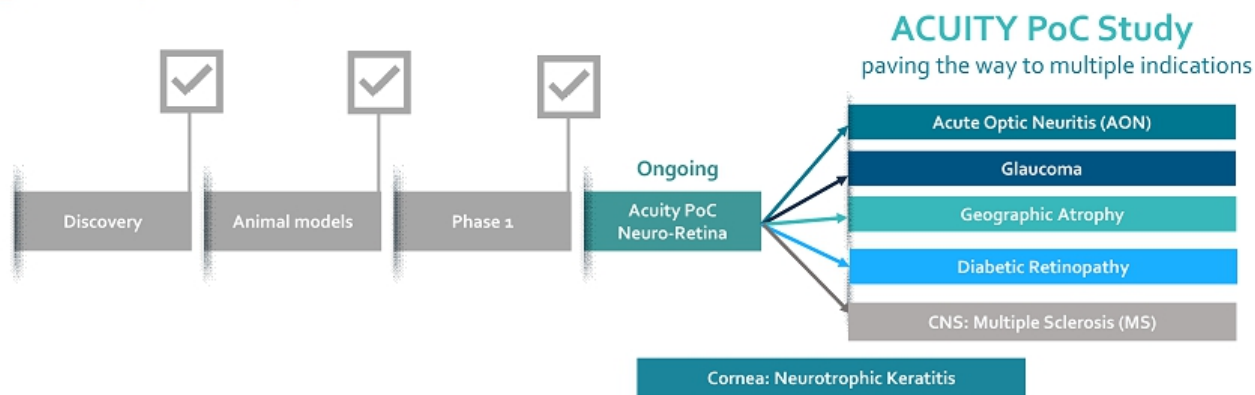 ACUITY PoC Study
paving the way to multiple indications
Discovery
Animal models
Phase 1
Ongoing
Acuity PoC
Neuro-Retina
Acute Optic Neuritis (AON)
Glaucoma
Geographic Atrophy
Diabetic Retinopathy
CNS: Multiple Sclerosis (MS)
Cornea: Neurotrophic Keratitis